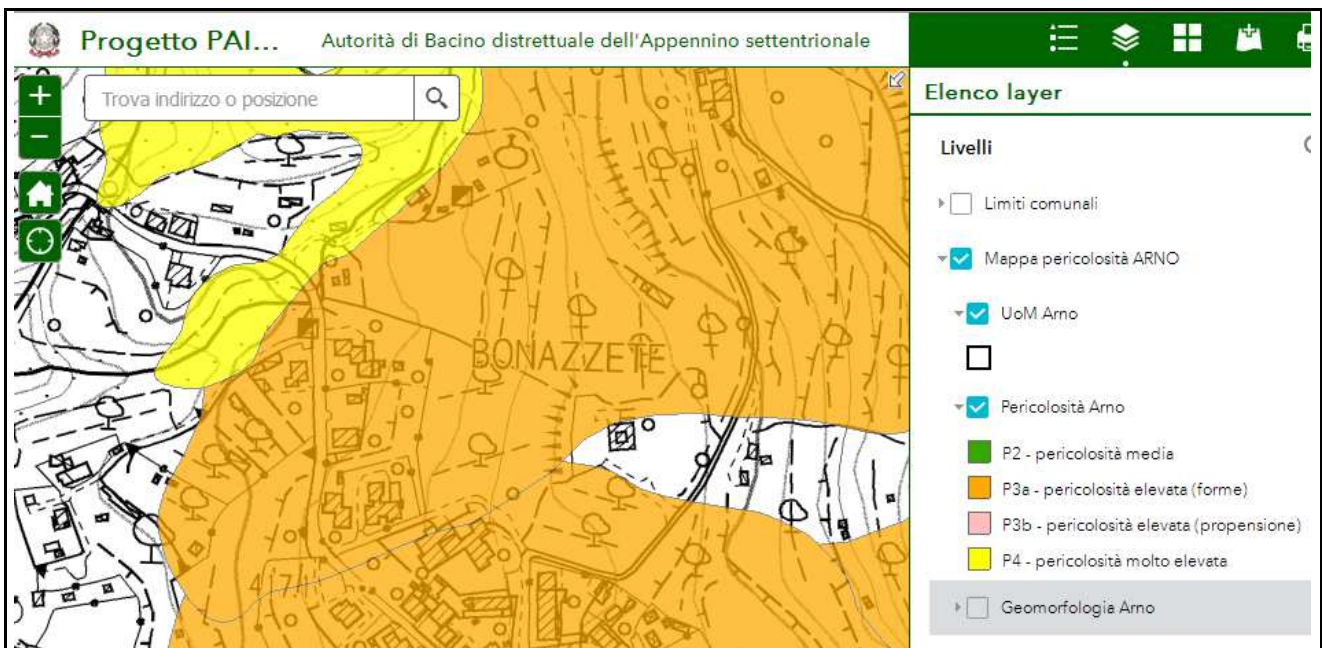 Progetto PAI...
Autorità di Bacino distrettuale dell'Appennino settentrionale
Trova indirizzo o posizione
BONAZZETE
Elenco layer
Livelli
Limiti comunali
Mappa pericolosità ARNO
UoM Arno
Pericolosità Arno
P2 - pericolosità media
P3a - pericolosità elevata (forme)
P3b - pericolosità elevata (propensione)
P4 - pericolosità molto elevata
Geomorfologia Arno